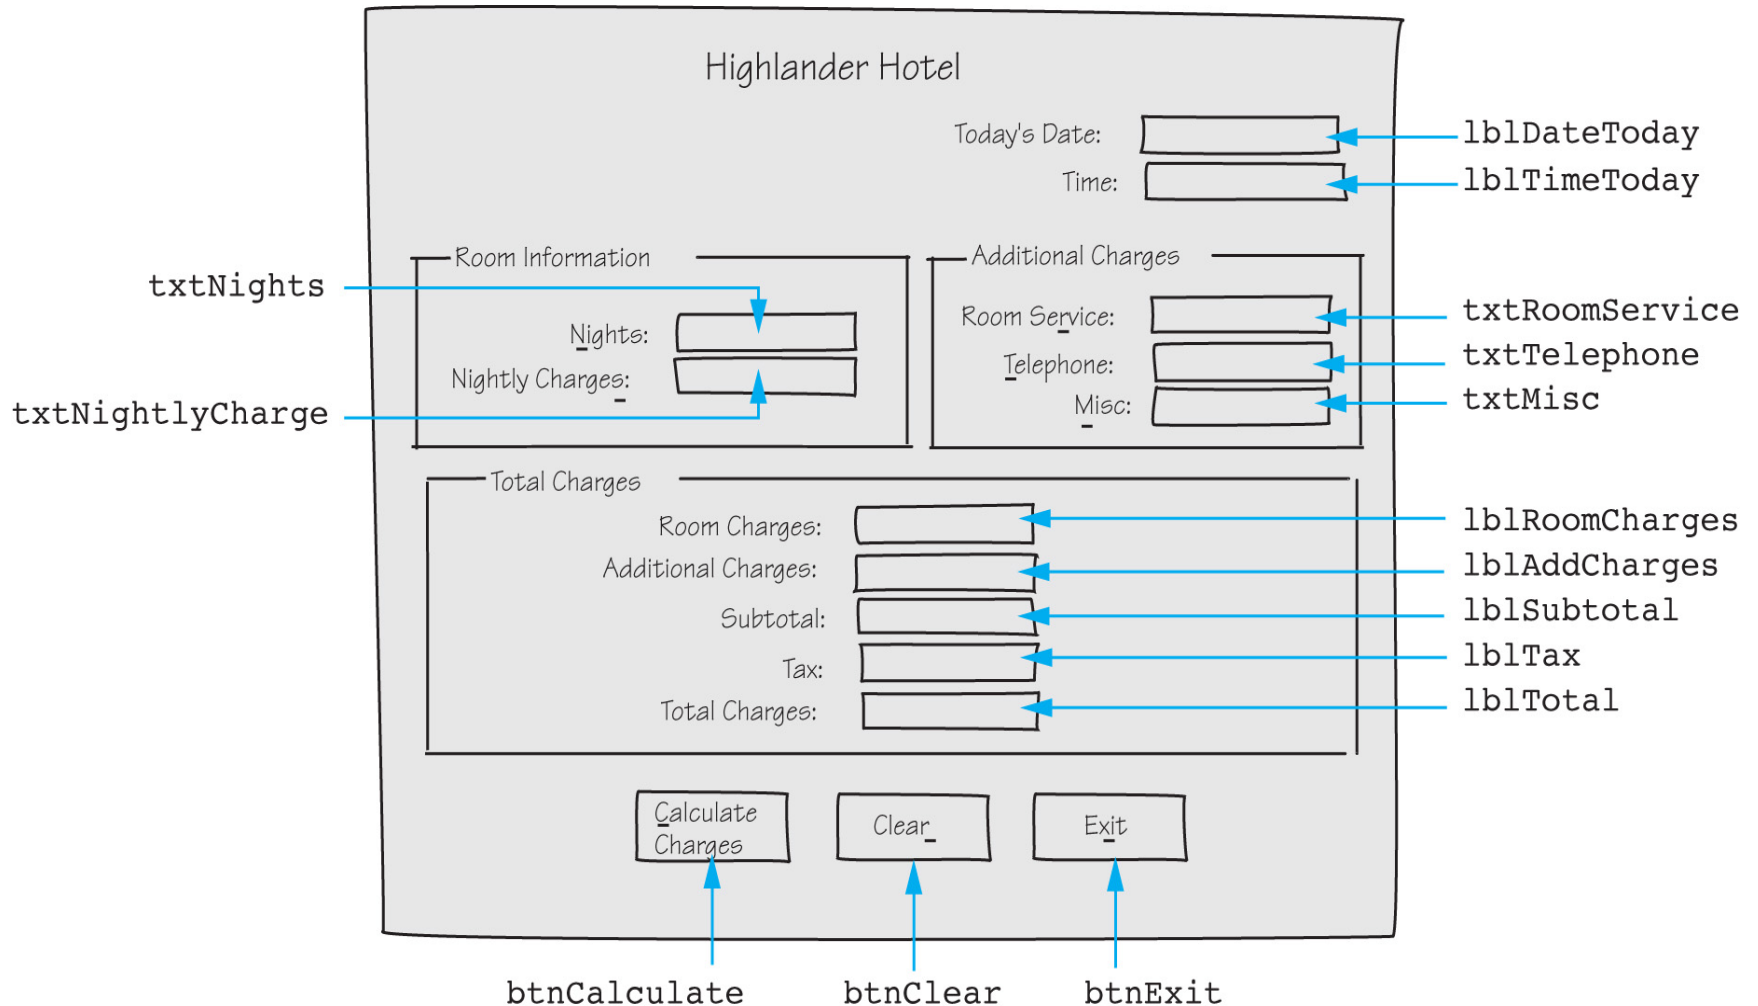 Highlander Hotel
Today's Date:
lblDateToday
Time:
lblTimeToday
Room Information
Additional Charges
txtNights
Nights:
Nightly Charges:
txtNightlyCharge
Room Service:
txtRoomService
Telephone:
txtTelephone
Misc:
txtMisc
Total Charges
Room Charges:
lblRoomCharges
Additional Charges:
lblAddCharges
Subtotal:
lblSubtotal
Tax:
lblTax
Total Charges:
lblTotal
Calculate
Charges
Clear
Exit
btnCalculate
btnClear
btnExit